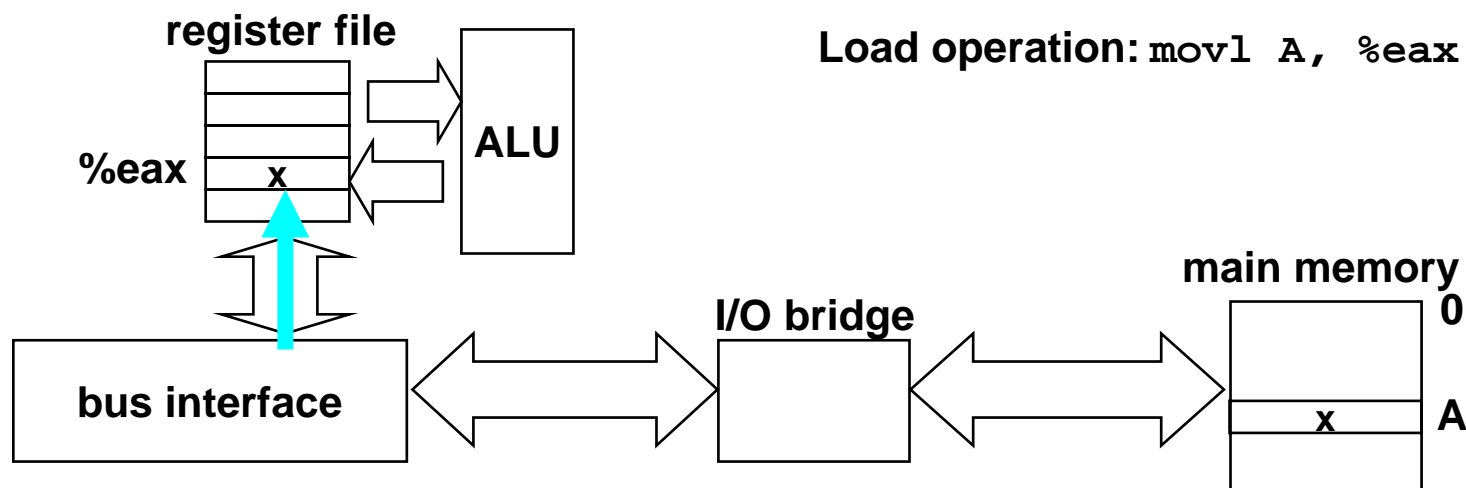 register file
Load operation: movl A, %eax
ALU
%eax
x
main memory
0
I/O bridge
bus interface
x
A